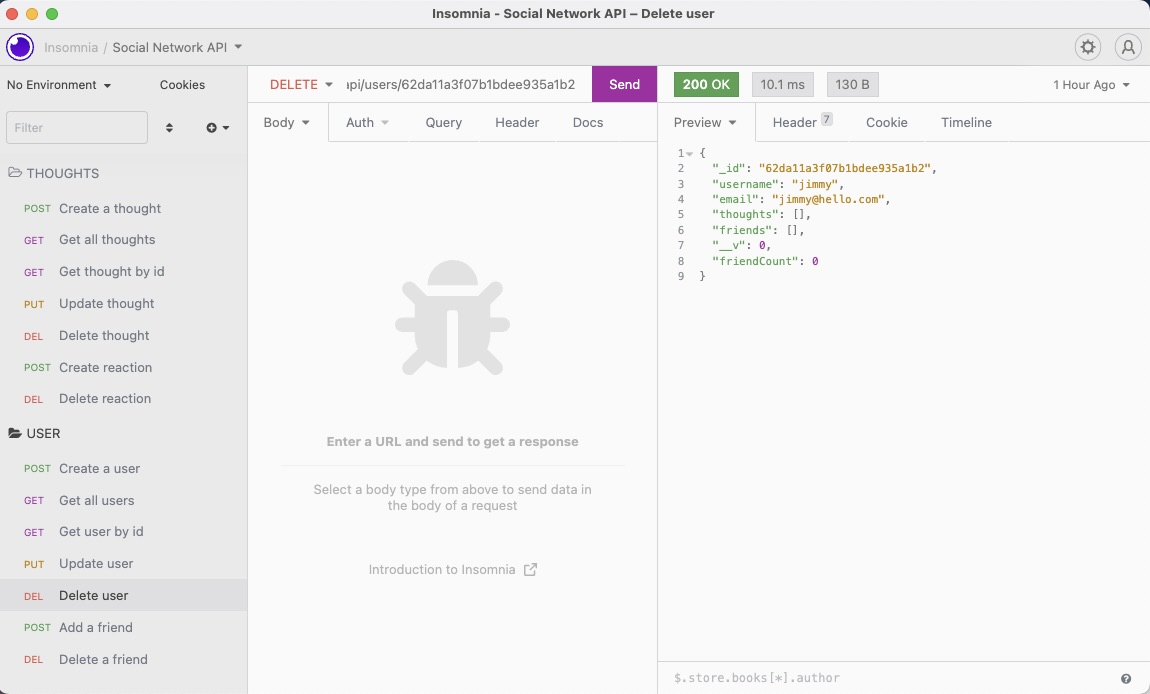 Insomnia - Social Network API – Delete user
Insomnia / Social Network API
No Environment
Cookies
DELETE
api/users/62da11a3f07b1bdee935a1b2
Send
200 OK
10.1 ms
130 B
1 Hour Ago
Filter
Body
Auth
Query
Header
Docs
Preview
Header 7
Cookie
Timeline
THOUGHTS
POST Create a thought
GET Get all thoughts
GET Get thought by id
PUT Update thought
DEL Delete thought
POST Create reaction
DEL Delete reaction
USER
POST Create a user
GET Get all users
GET Get user by id
PUT Update user
DEL Delete user
POST Add a friend
DEL Delete a friend
Enter a URL and send to get a response
Select a body type from above to send data in
the body of a request
Introduction to Insomnia
1 {
2 "_id": "62da11a3f07b1bdee935a1b2",
3 "username": "jimmy",
4 "email": "jimmy@hello.com",
5 "thoughts": [],
6 "friends": [],
7 "__v": 0,
8 "friendCount": 0
9 }
$.store.books[*].author
?